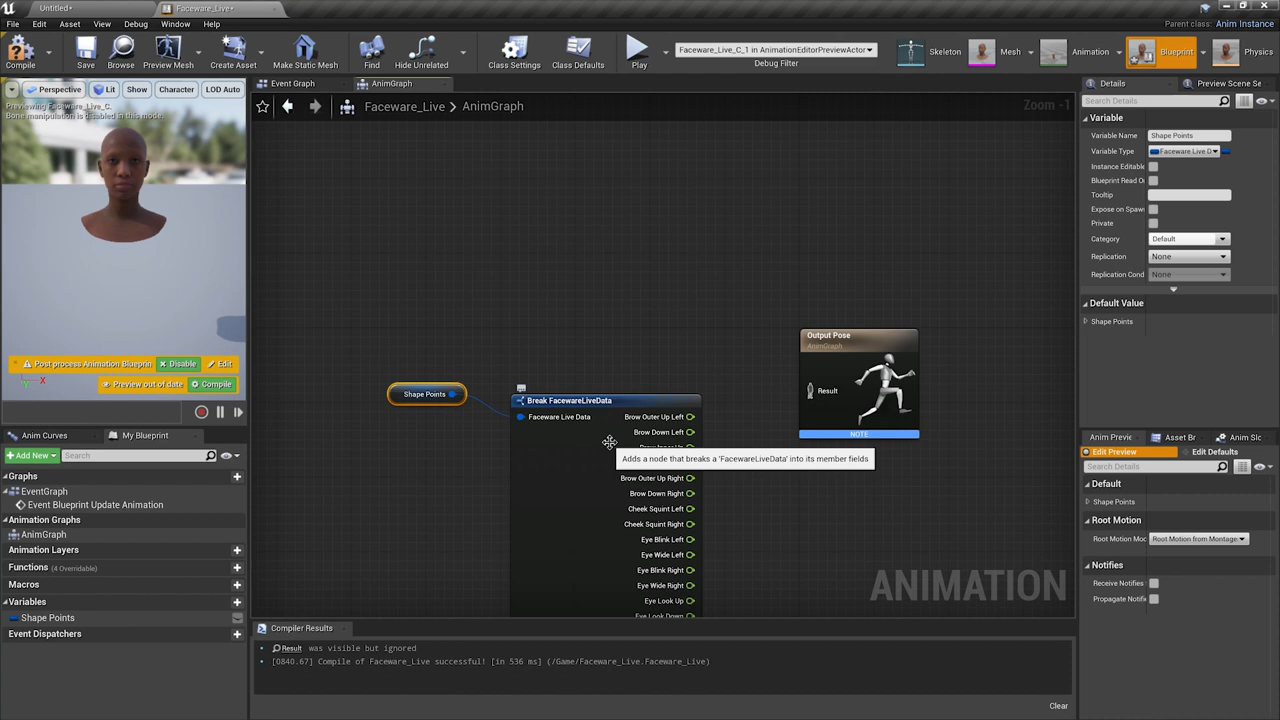 Untitled•
Faceware_Live•
File Edit Asset View Debug Window Help
Parent class: Anim Instance
Compile
Save
Browse
Preview Mesh
Create Asset
Make Static Mesh
Find
Hide Unrelated
Class Settings
Class Defaults
Play
Faceware_Live_C_1 in AnimationEditorPreviewActor
Debug Filter
Skeleton
Mesh
Animation
Blueprint
Physics
Perspective Lit Show Character LOD Auto
Previewing Faceware_Live_C.
Bone manipulation is disabled in this mode.
Post process Animation Blueprin Disable Edit
Preview out of date Compile
X
Event Graph
AnimGraph
Faceware_Live > AnimGraph
Zoom -1
Shape Points
Break FacewareLiveData
Faceware Live Data
Brow Outer Up Left
Brow Down Left
Adds a node that breaks a 'FacewareLiveData' into its member fields
Brow Outer Up Right
Brow Down Right
Cheek Squint Left
Cheek Squint Right
Eye Blink Left
Eye Wide Left
Eye Blink Right
Eye Wide Right
Eye Look Up
Eye Look Down
Output Pose
AnimGraph
Result
NOTE
ANIMATION
Anim Curves
My Blueprint
Add New
Search
Graphs
EventGraph
Event Blueprint Update Animation
Animation Graphs
AnimGraph
Animation Layers
Functions (4 Overridable)
Macros
Variables
Shape Points
Event Dispatchers
Compiler Results
Result was visible but ignored
[0840.67] Compile of Faceware_Live successful! [in 536 ms] (/Game/Faceware_Live.Faceware_Live)
Clear
Details
Preview Scene Se
Search Details
Variable
Variable Name Shape Points
Variable Type Faceware Live D
Instance Editable
Blueprint Read O
Tooltip
Expose on Spawn
Private
Category Default
Replication None
Replication Cond None
Default Value
Shape Points
Anim Previe
Asset Br
Anim Slc
Edit Preview
Edit Defaults
Search Details
Default
Shape Points
Root Motion
Root Motion Moc Root Motion from Montage
Notifies
Receive Notifies
Propagate Notifi